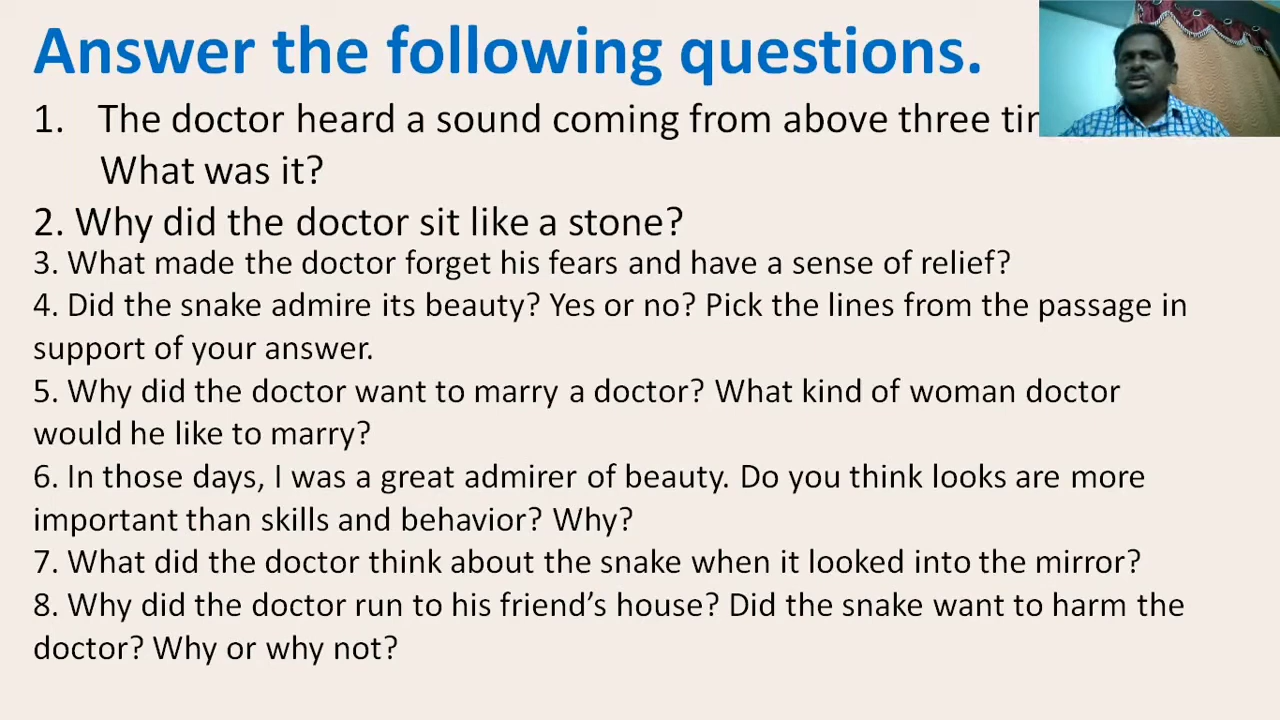 Answer the following questions.
1. The doctor heard a sound coming from above three
What was it?
2. Why did the doctor sit like a stone?
3. What made the doctor forget his fears and have a sense of relief?
4. Did the snake admire its beauty? Yes or no? Pick the lines from the passage in
support of your answer.
5. Why did the doctor want to marry a doctor? What kind of woman doctor
would he like to marry?
6. In those days, I was a great admirer of beauty. Do you think looks are more
important than skills and behavior? Why?
7. What did the doctor think about the snake when it looked into the mirror?
8. Why did the doctor run to his friend’s house? Did the snake want to harm the
doctor? Why or why not?